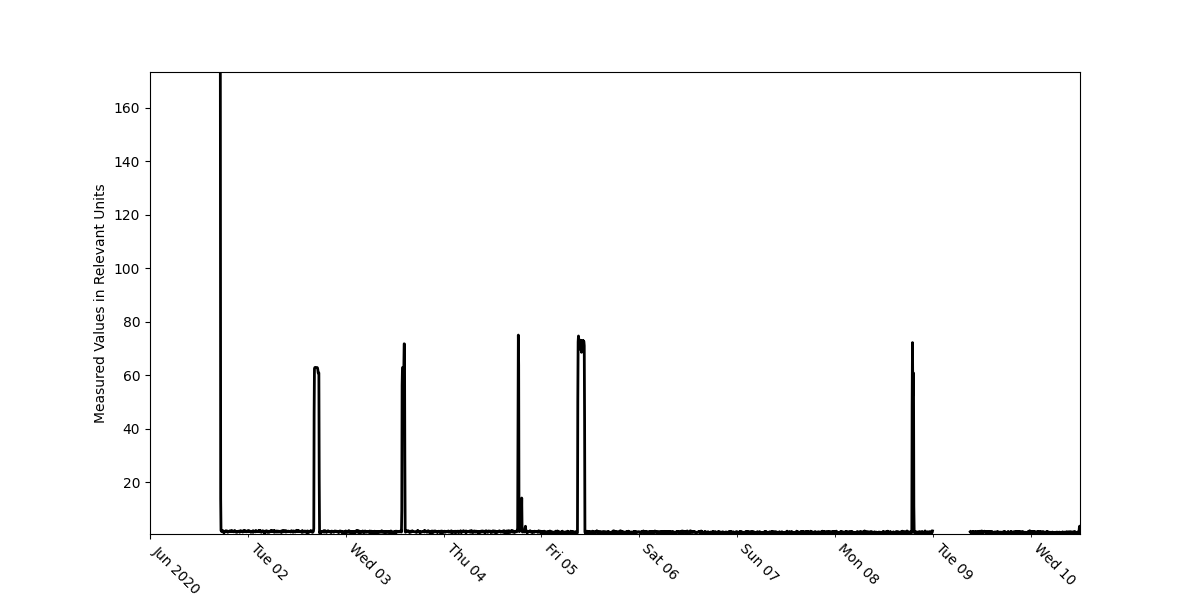 160
140
120
100
80
60
40
20
Measured Values in Relevant Units
Jun 2020
Tue 02
Wed 03
Thu 04
Fri 05
Sat 06
Sun 07
Mon 08
Tue 09
Wed 10